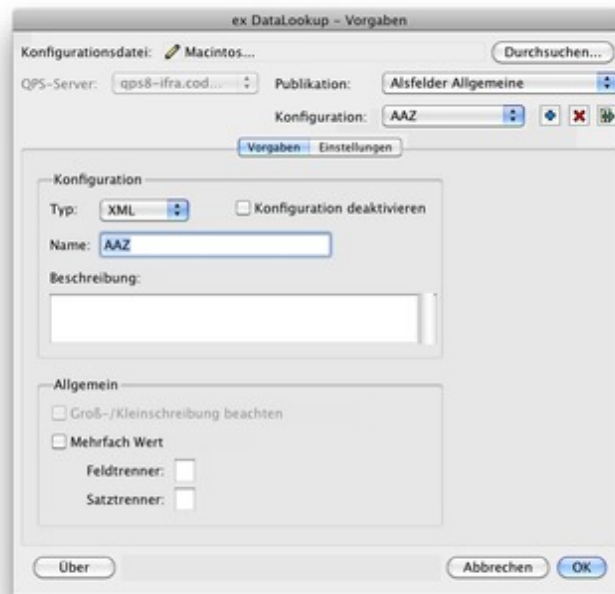 ex DataLookup – Vorgaben
Konfigurationsdatei: Macintos... Durchsuchen...
QPS-Server: qps8-ifra.cod... Publikation: Alsfelder Allgemeine
Konfiguration: AAZ
Vorgaben Einstellungen
Konfiguration
Typ: XML Konfiguration deaktivieren
Name: AAZ
Beschreibung:
Allgemein
Groß-/Kleinschreibung beachten
Mehrfach Wert
Feldtrenner:
Satztrenner:
Über Abbrechen OK